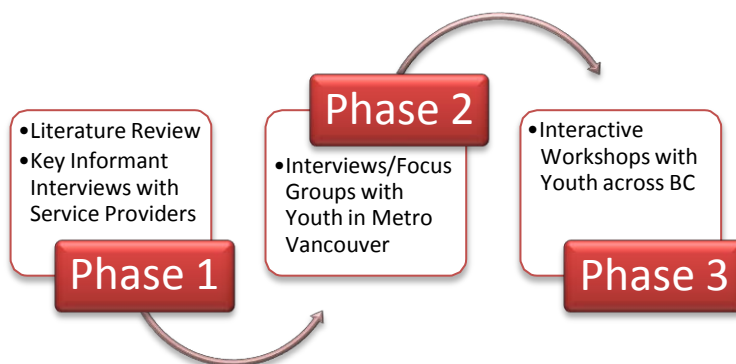 •Literature Review
•Key Informant
Interviews with
Service Providers
Phase 1
Phase 2
•Interviews/Focus
Groups with
Youth in Metro
Vancouver
•Interactive
Workshops with
Youth across BC
Phase 3